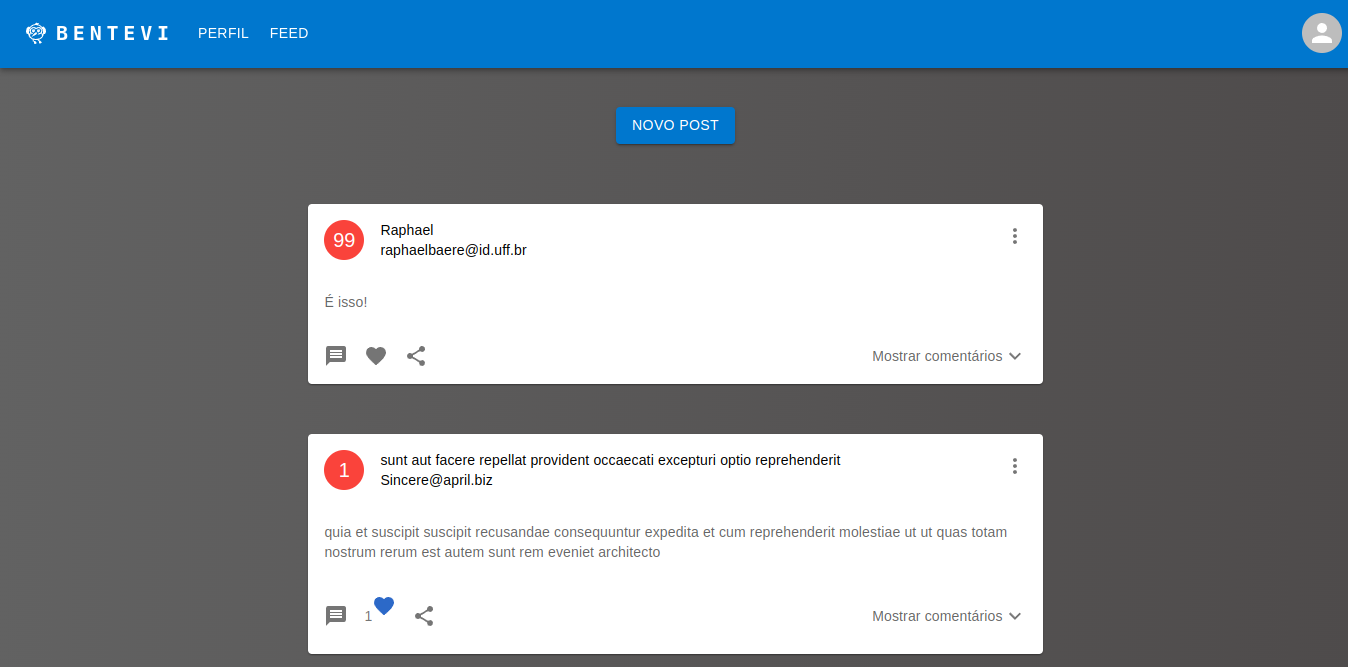 BENTEVI PERFIL FEED
NOVO POST
99
Raphael
raphaelbaere@id.uff.br
É isso!
Mostrar comentários
1
sunt aut facere repellat provident occaecati excepturi optio reprehenderit
Sincere@april.biz
quia et suscipit suscipit recusandae consequuntur expedita et cum reprehenderit molestiae ut ut quas totam
nostrum rerum est autem sunt rem eveniet architecto
1 Mostrar comentários